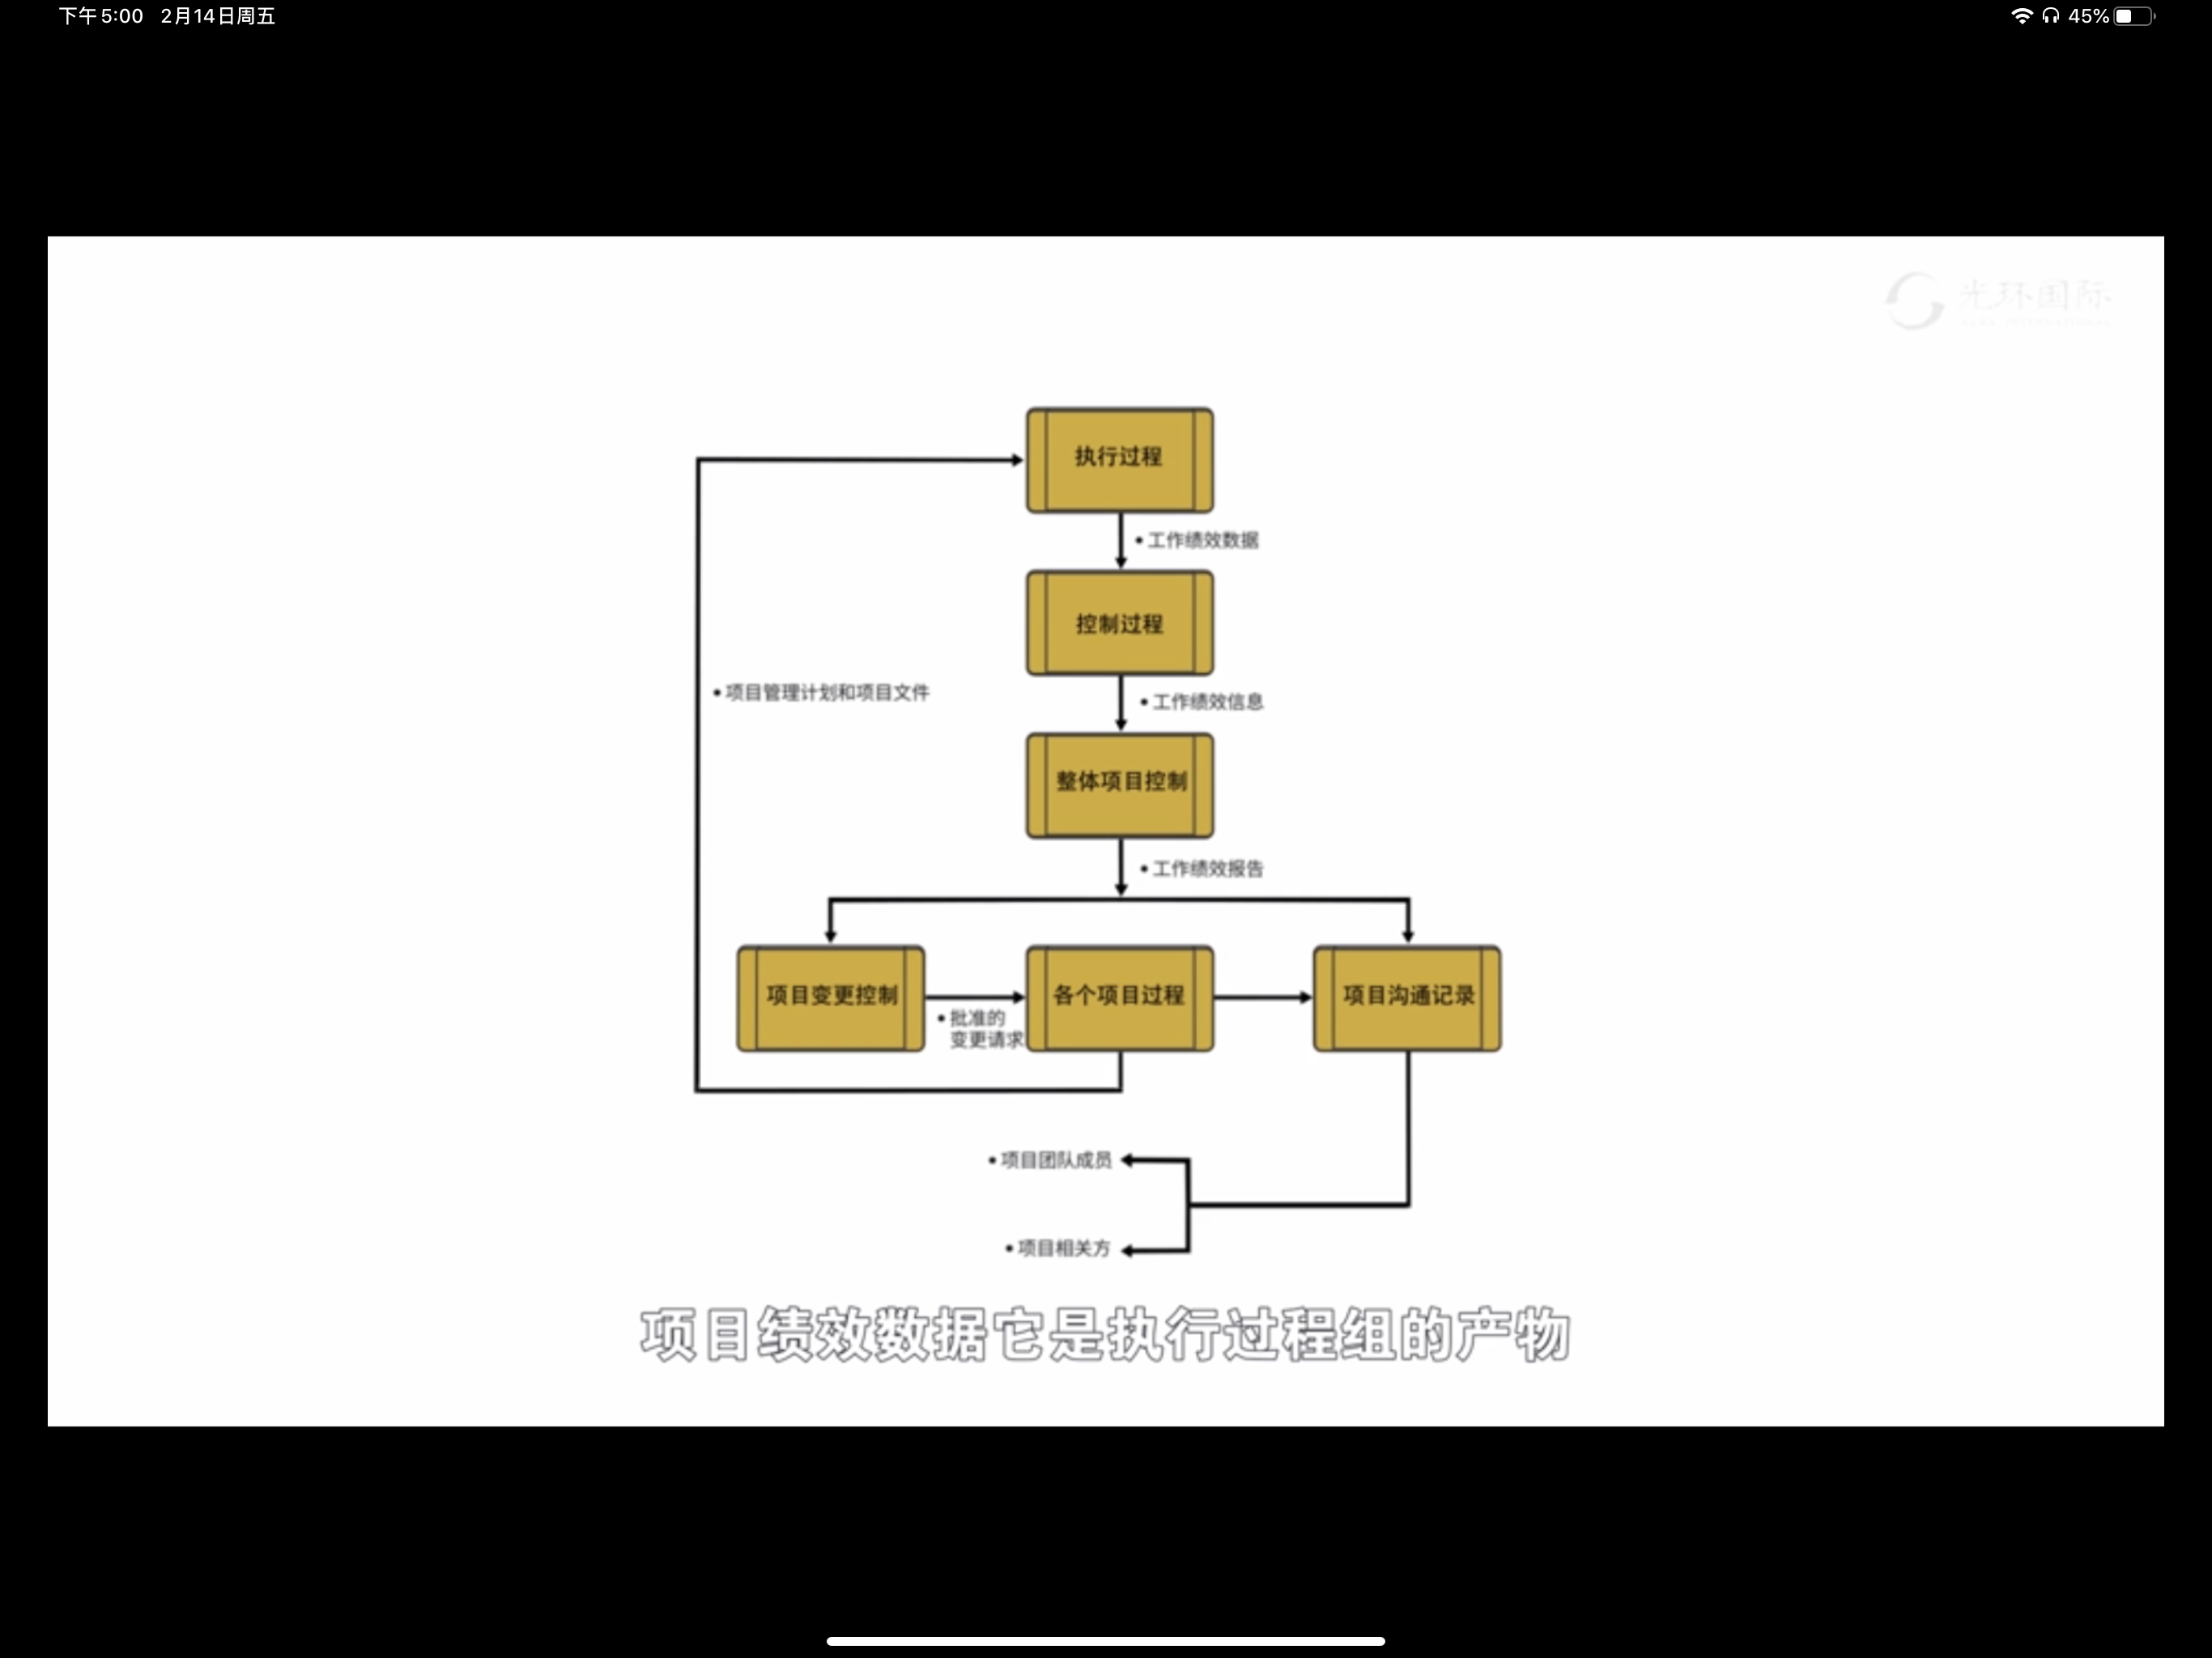 下午5:00 2月14日周五
45%
光环国际
执行过程
• 工作绩效数据
控制过程
• 项目管理计划和项目文件
• 工作绩效信息
整体项目控制
• 工作绩效报告
项目变更控制
• 批准的
变更请求
各个项目过程
项目沟通记录
• 项目团队成员
• 项目相关方
项目绩效数据它是执行过程组的产物